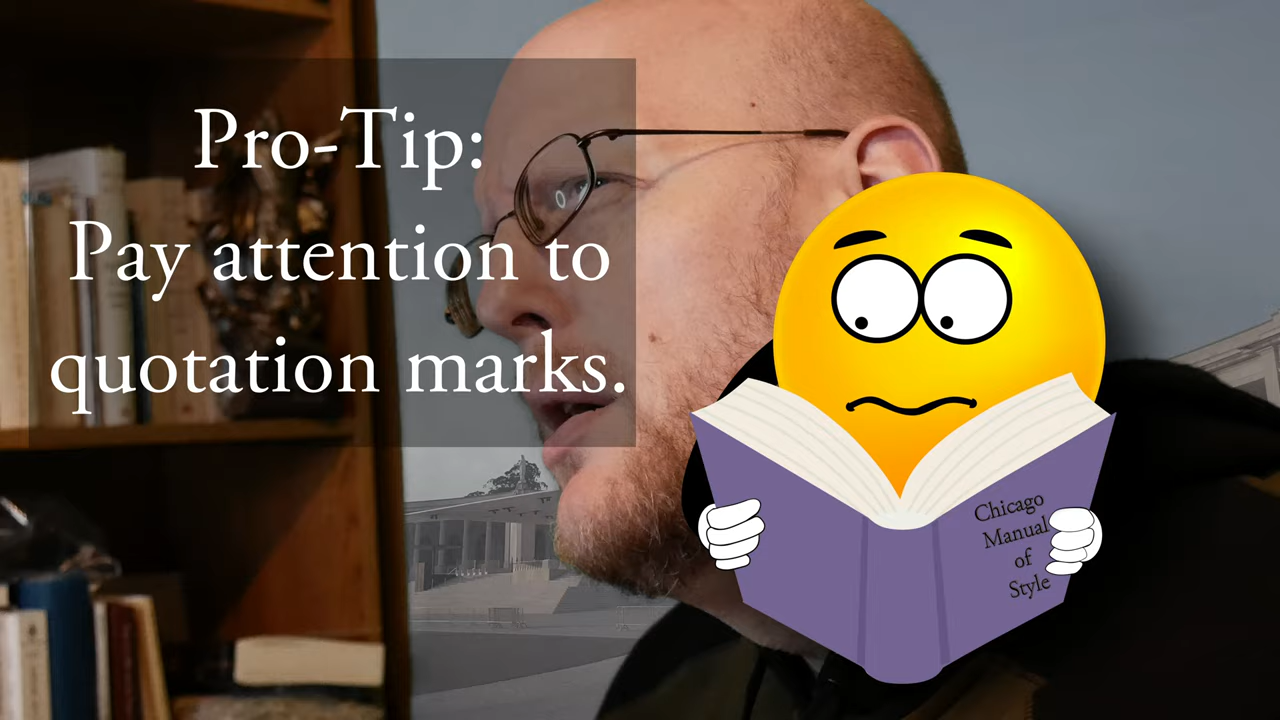 Pro-Tip:
Pay attention to
quotation marks.
Chicago
Manual
of
Style